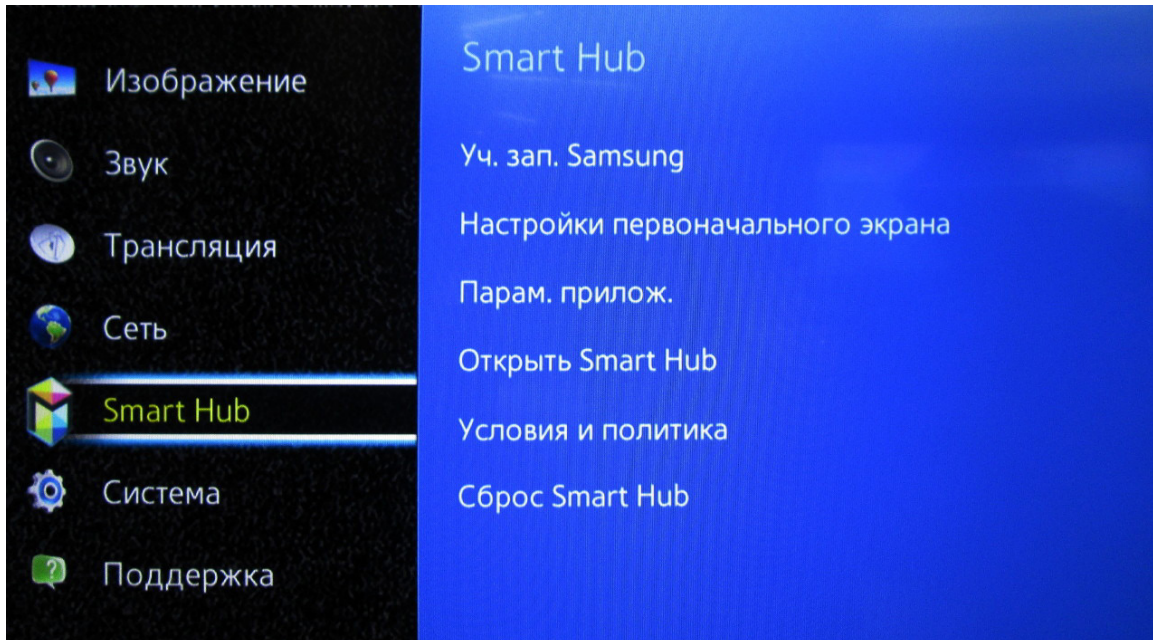 Изображение
Звук
Трансляция
Сеть
Smart Hub
Система
Поддержка
Smart Hub
Уч. зап. Samsung
Настройки первоначального экрана
Парам. прилож.
Открыть Smart Hub
Условия и политика
Сброс Smart Hub